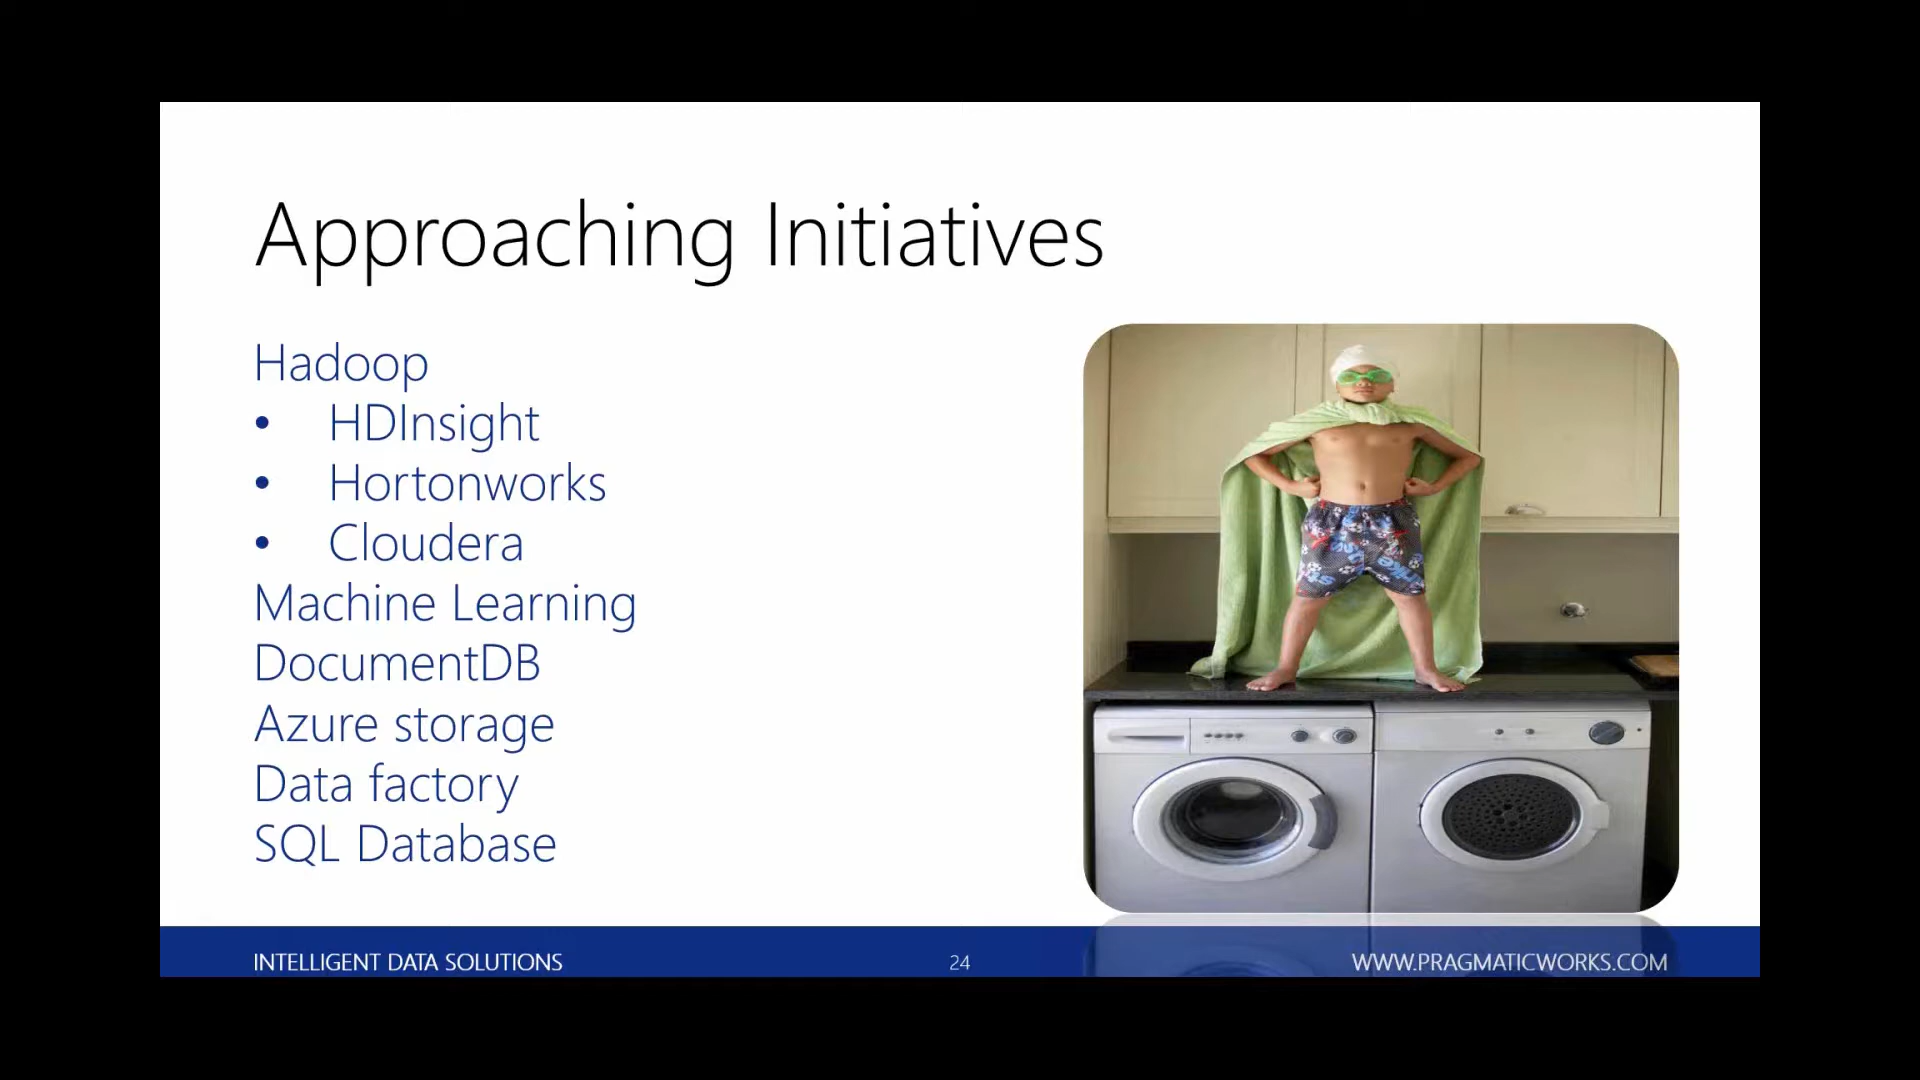 Approaching Initiatives
Hadoop
• HDInsight
• Hortonworks
• Cloudera
Machine Learning
DocumentDB
Azure storage
Data factory
SQL Database
INTELLIGENT DATA SOLUTIONS
24
WWW.PRAGMATICWORKS.COM